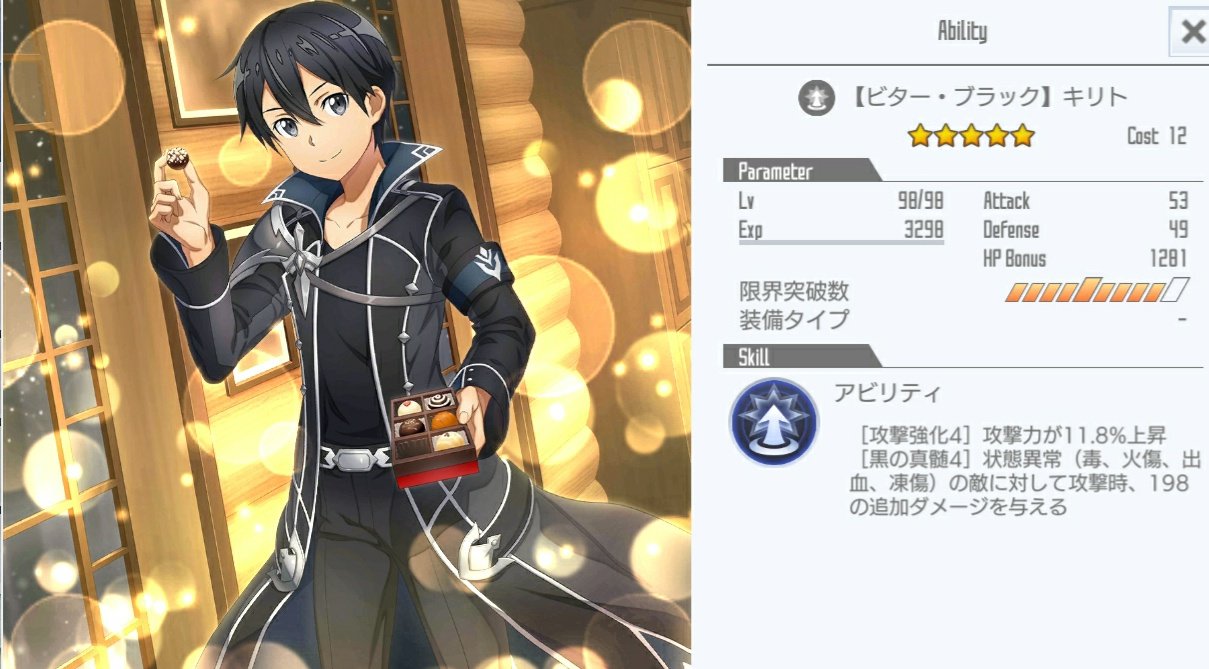 Ability
【ビター・ブラック】キリト
Cost 12
Parameter
Lv 98/98 Attack 53
Exp 3298 Defense 49
HP Bonus 1281
限界突破数
装備タイプ -
Skill
アビリティ
［攻撃強化4］攻撃力が11.8%上昇
［黒の真髄4］状態異常（毒、火傷、出
血、凍傷）の敵に対して攻撃時、198
の追加ダメージを与える